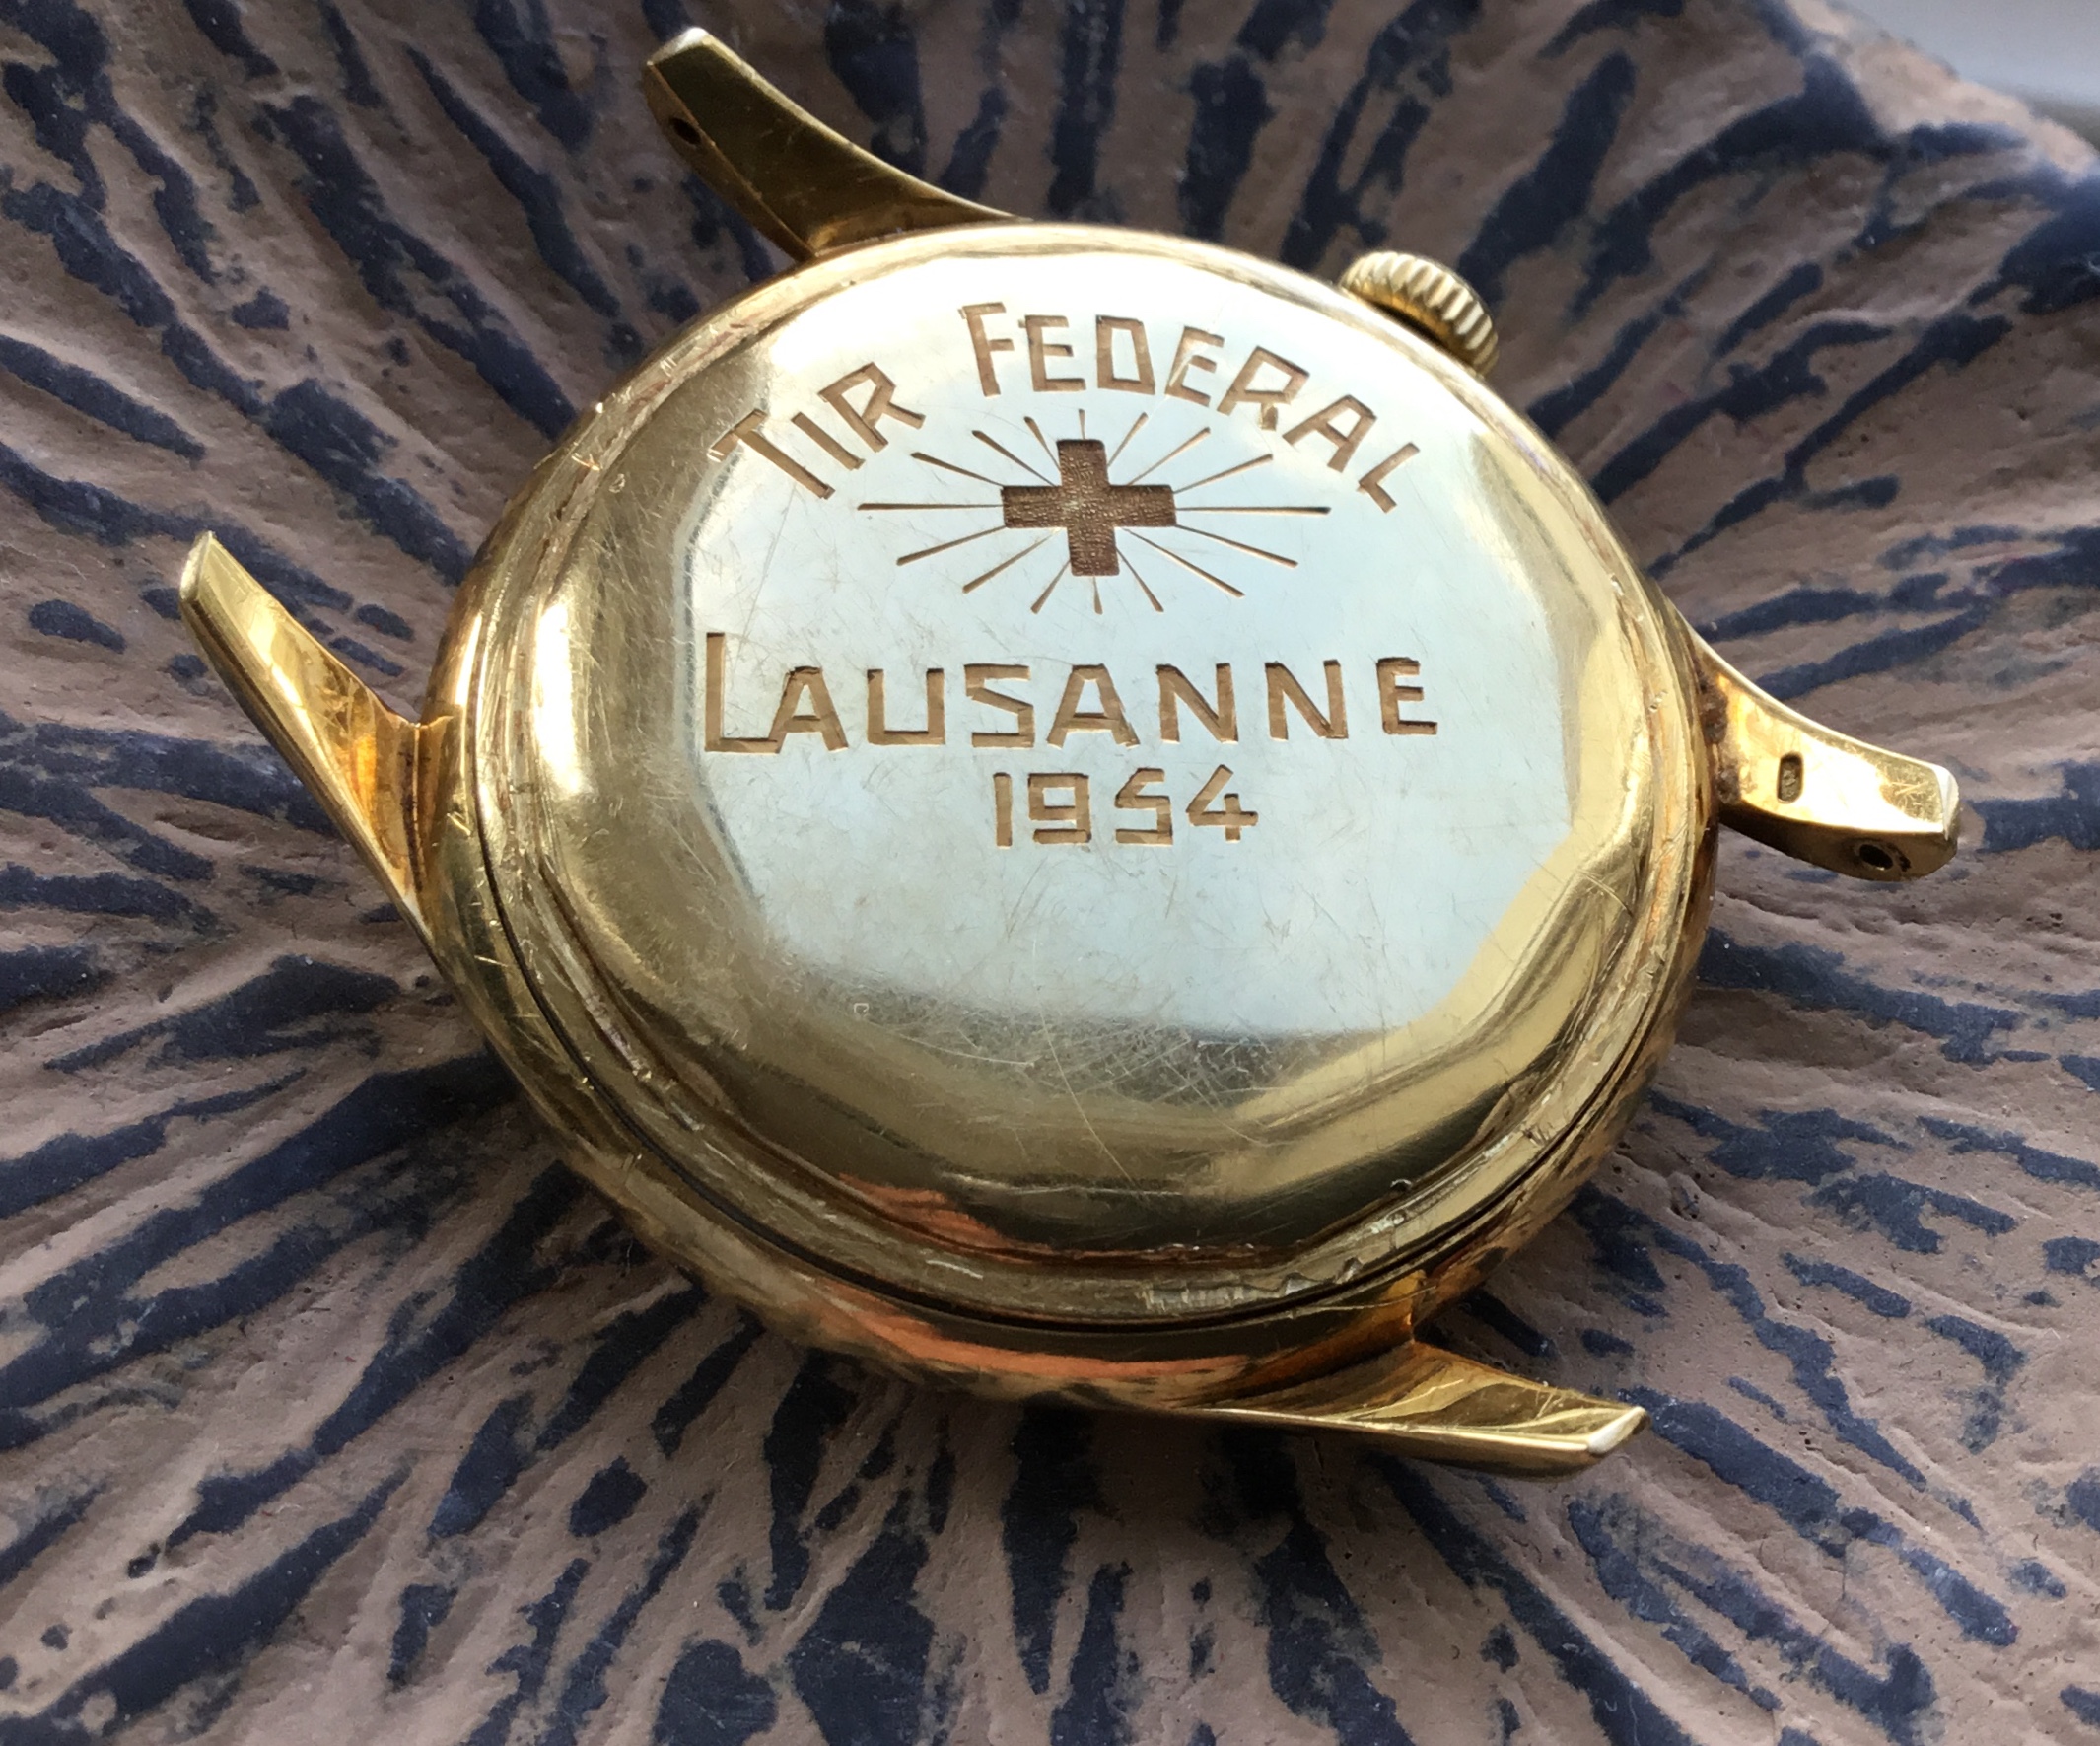 TIR FEDERAL
LAUSANNE
1954